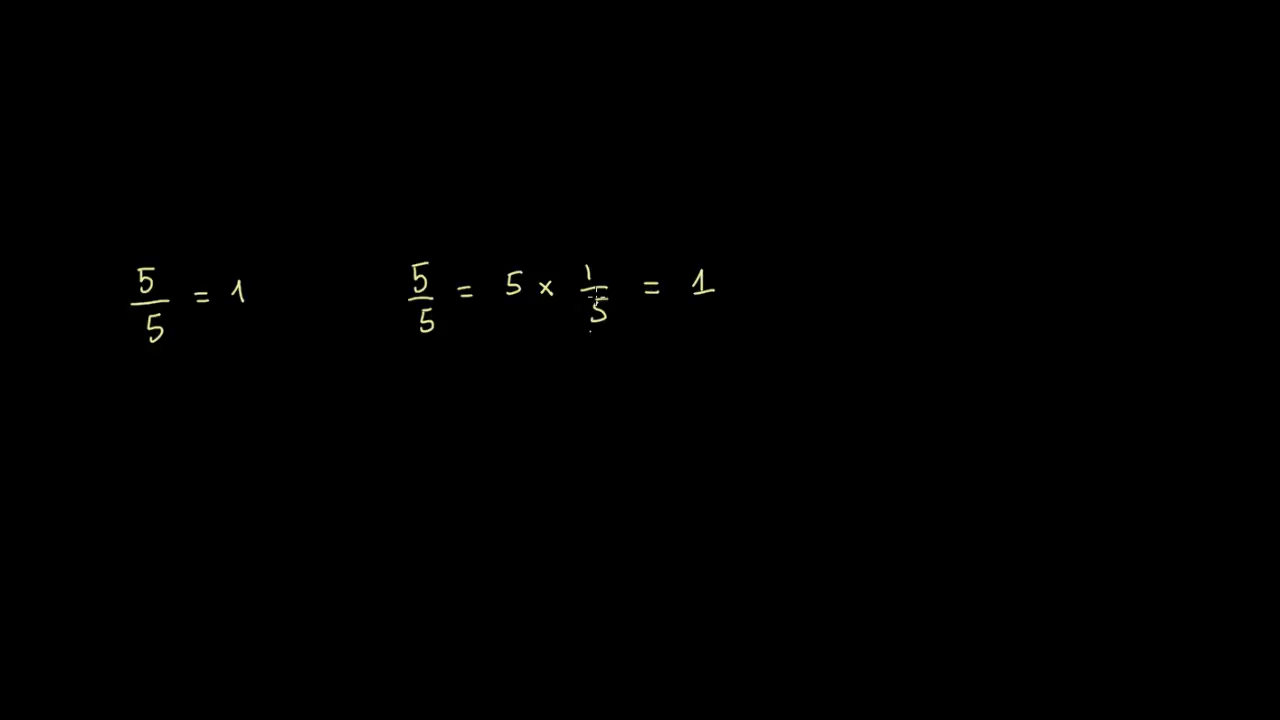 5/5 = 1
5/5 = 5 × 1/5 = 1